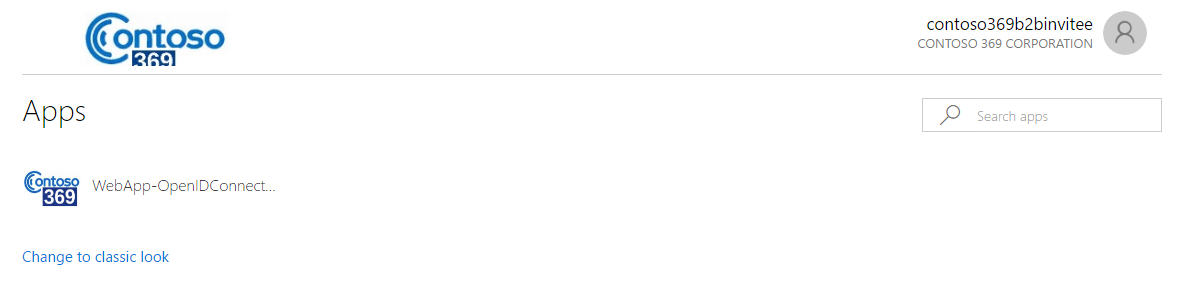 Contoso
369
contoso369b2binvitee
CONTOSO 369 CORPORATION
Apps
Search apps
Contoso
369
WebApp-OpenIDConnect...
Change to classic look